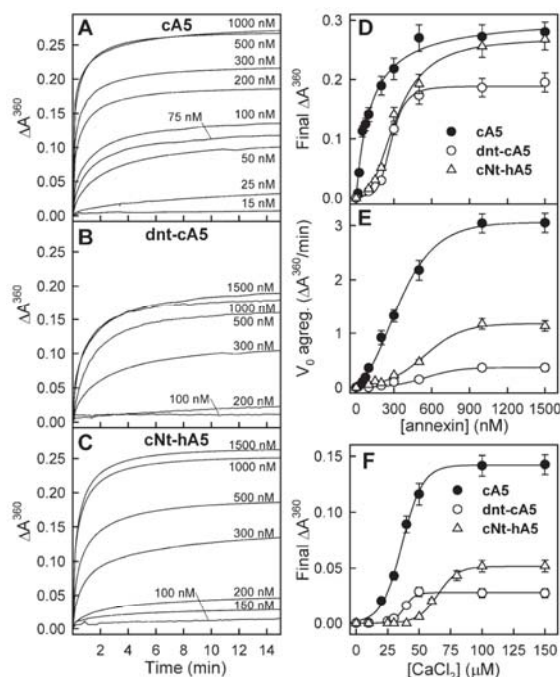 A
cA5
1000 nM
500 nM
300 nM
200 nM
75 nM
100 nM
50 nM
25 nM
15 nM
ΔA³⁶⁰
0.25
0.20
0.15
0.10
0.05
0.00
B
dnt-cA5
1500 nM
1000 nM
500 nM
300 nM
100 nM
200 nM
ΔA³⁶⁰
0.25
0.20
0.15
0.10
0.05
0.00
C
cNt-hA5
1500 nM
1000 nM
500 nM
300 nM
100 nM
200 nM
150 nM
ΔA³⁶⁰
0.25
0.20
0.15
0.10
0.05
0.00
2 4 6 8 10 12 14
Time (min)
D
cA5
dnt-cA5
cNt-hA5
Final ΔA³⁶⁰
0.3
0.2
0.1
0.0
E
V₀ agreg. (ΔA³⁶⁰/min)
3
2
1
0
0 300 600 900 1200 1500
[annexin] (nM)
F
cA5
dnt-cA5
cNt-hA5
Final ΔA³⁶⁰
0.15
0.10
0.05
0.00
0 50 100 150
[CaCl₂] (µM)